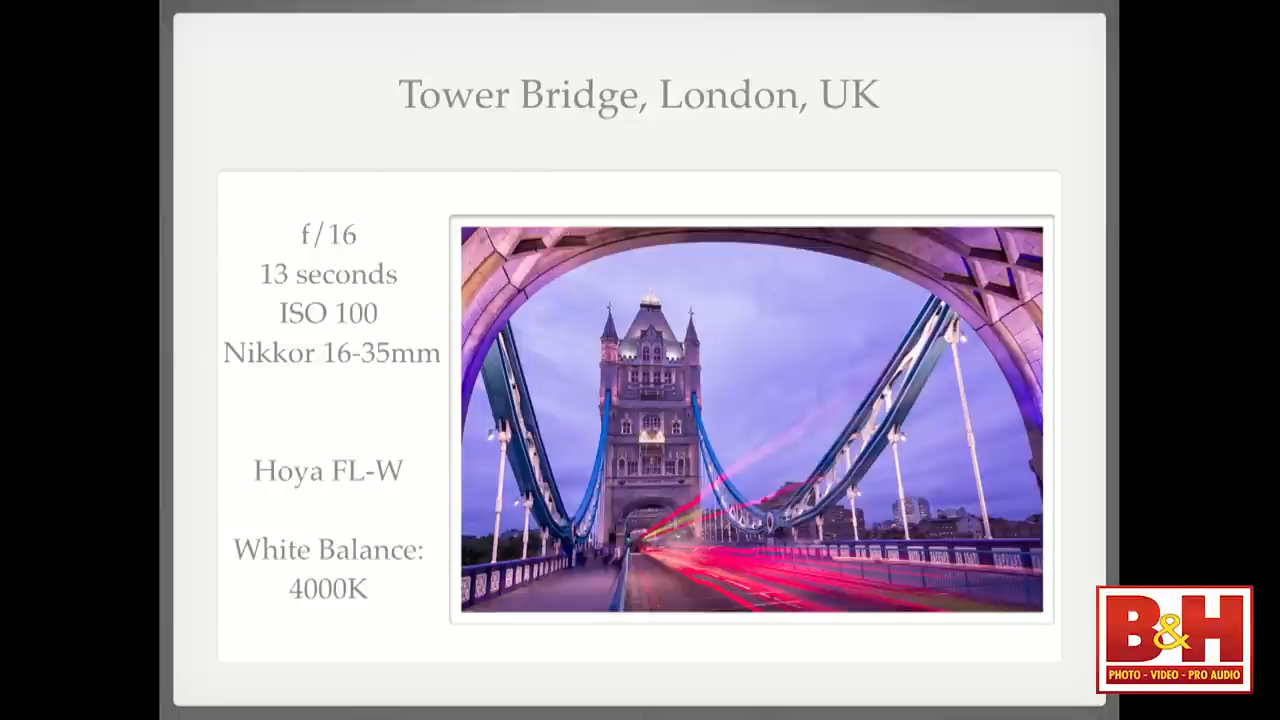 Tower Bridge, London, UK
f/16
13 seconds
ISO 100
Nikkor 16-35mm
Hoya FL-W
White Balance:
4000K
B&H
PHOTO - VIDEO - PRO AUDIO